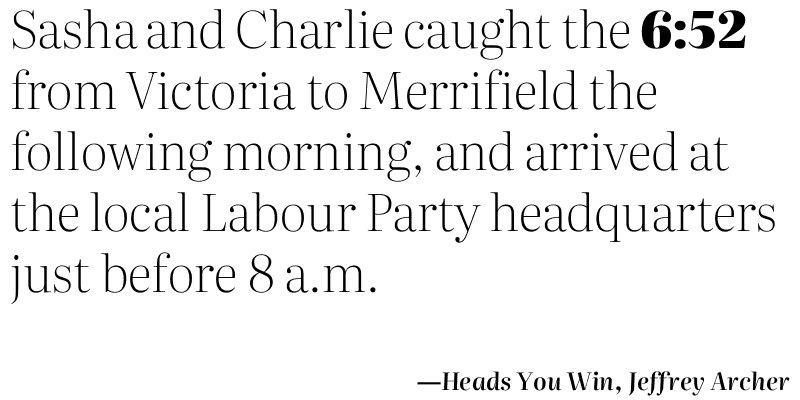 Sasha and Charlie caught the 6:52
from Victoria to Merrifield the
following morning, and arrived at
the local Labour Party headquarters
just before 8 a.m.
—Heads You Win, Jeffrey Archer